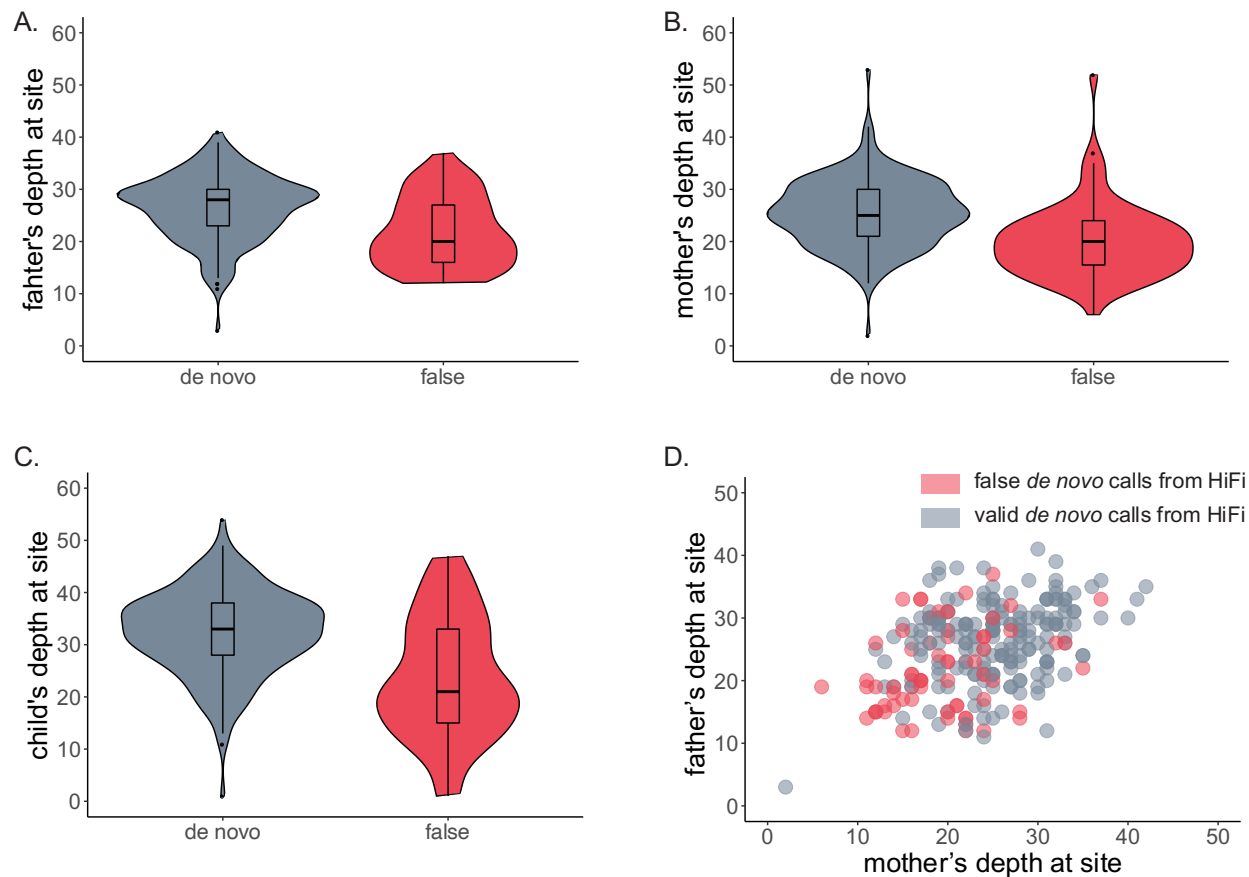 A.
60
50
40
30
20
10
0
fahter's depth at site
de novo
false
B.
60
50
40
30
20
10
0
mother's depth at site
de novo
false
C.
60
50
40
30
20
10
0
child's depth at site
de novo
false
D.
false de novo calls from HiFi
valid de novo calls from HiFi
50
40
30
20
10
0
father's depth at site
0 10 20 30 40 50
mother's depth at site